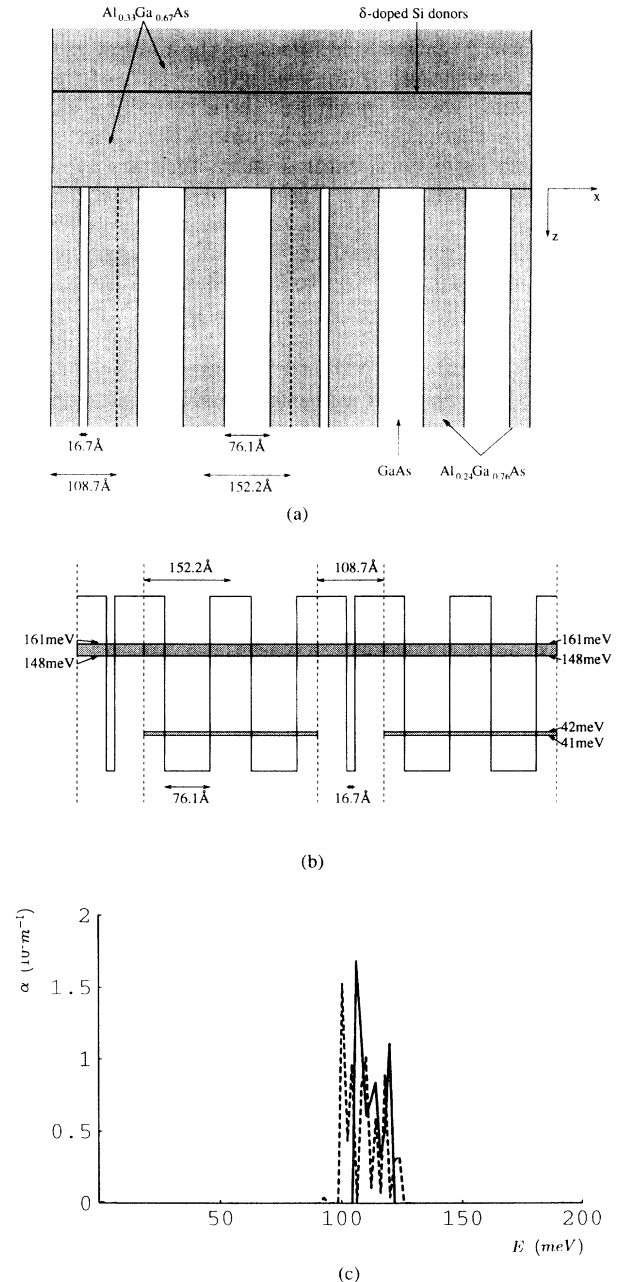 Al0.33Ga0.67As
δ-doped Si donors
x
z
16.7Å
76.1Å
GaAs
Al0.24Ga0.76As
108.7Å
152.2Å
(a)
152.2Å
108.7Å
161meV
161meV
148meV
148meV
42meV
41meV
76.1Å
16.7Å
(b)
2
1.5
1
0.5
0
α
m⁻¹)
50
100
150
200
E (meV)
(c)